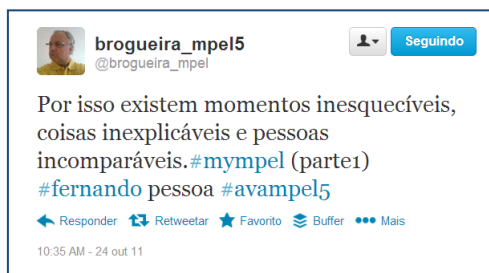 brogueira_mpel5
@brogueira_mpel
Seguindo
Por isso existem momentos inesquecíveis,
coisas inexplicáveis e pessoas
incomparáveis.#mympel (parte1)
#fernando pessoa #avampel5
Responder Retweetar Favorito Buffer Mais
10:35 AM - 24 out 11